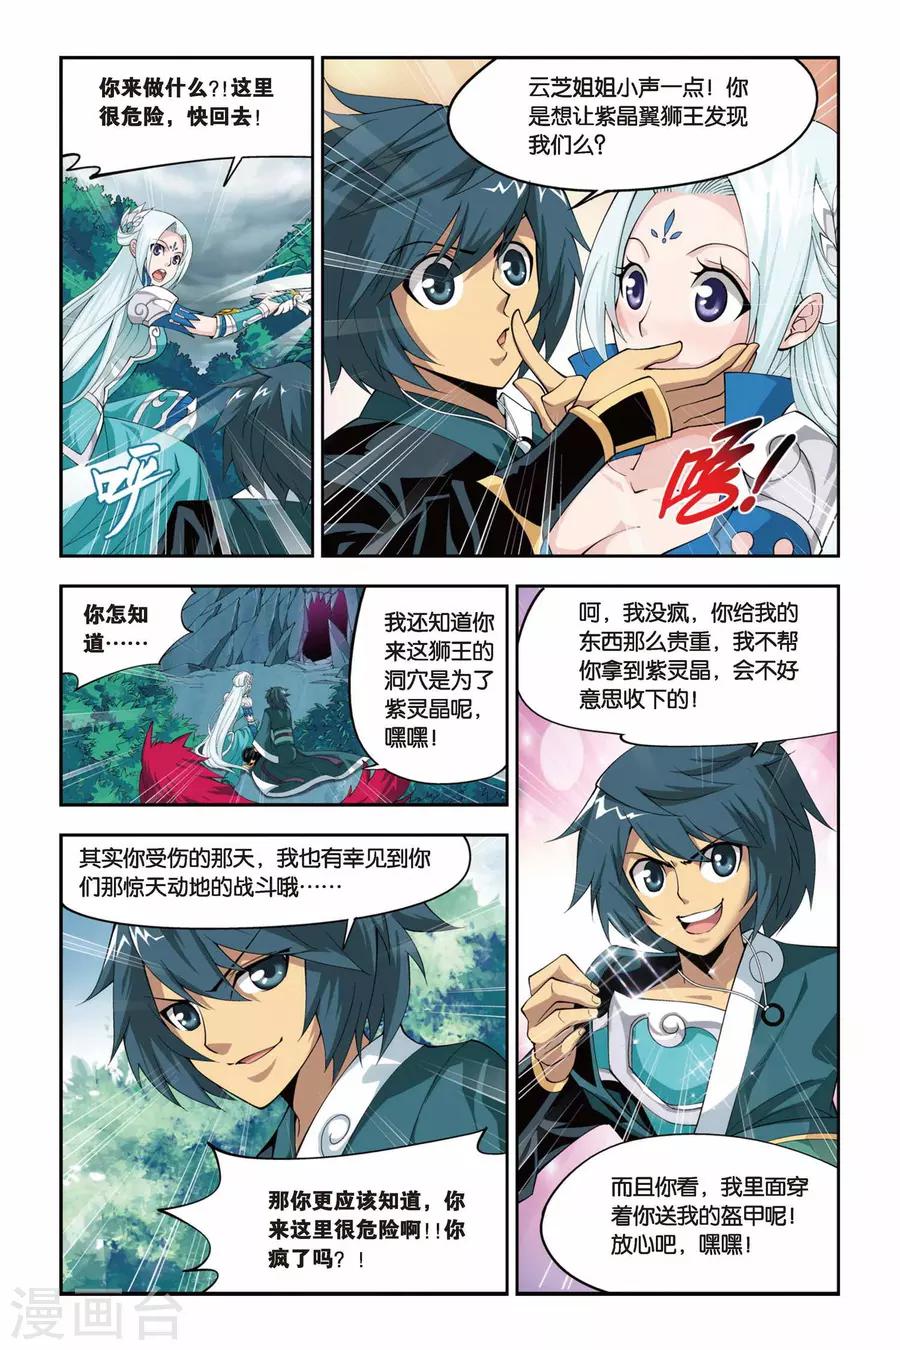 你来做什么?!这里
很危险，快回去!
云芝姐姐小声一点！你
是想让紫晶翼狮王发现
我们么？
呼
嘘！
你怎知
道……
我还知道你
来这狮王的
洞穴是为了
紫灵晶呢，
嘿嘿！
其实你受伤的那天，我也有幸见到你
们那惊天动地的战斗哦……
那你更应该知道，你
来这里很危险啊!!你
疯了吗？!
呵，我没疯，你给我的
东西那么贵重，我不帮
你拿到紫灵晶，会不好
意思收下的！
而且你看，我里面穿
着你送我的盔甲呢！
放心吧，嘿嘿！
漫画台